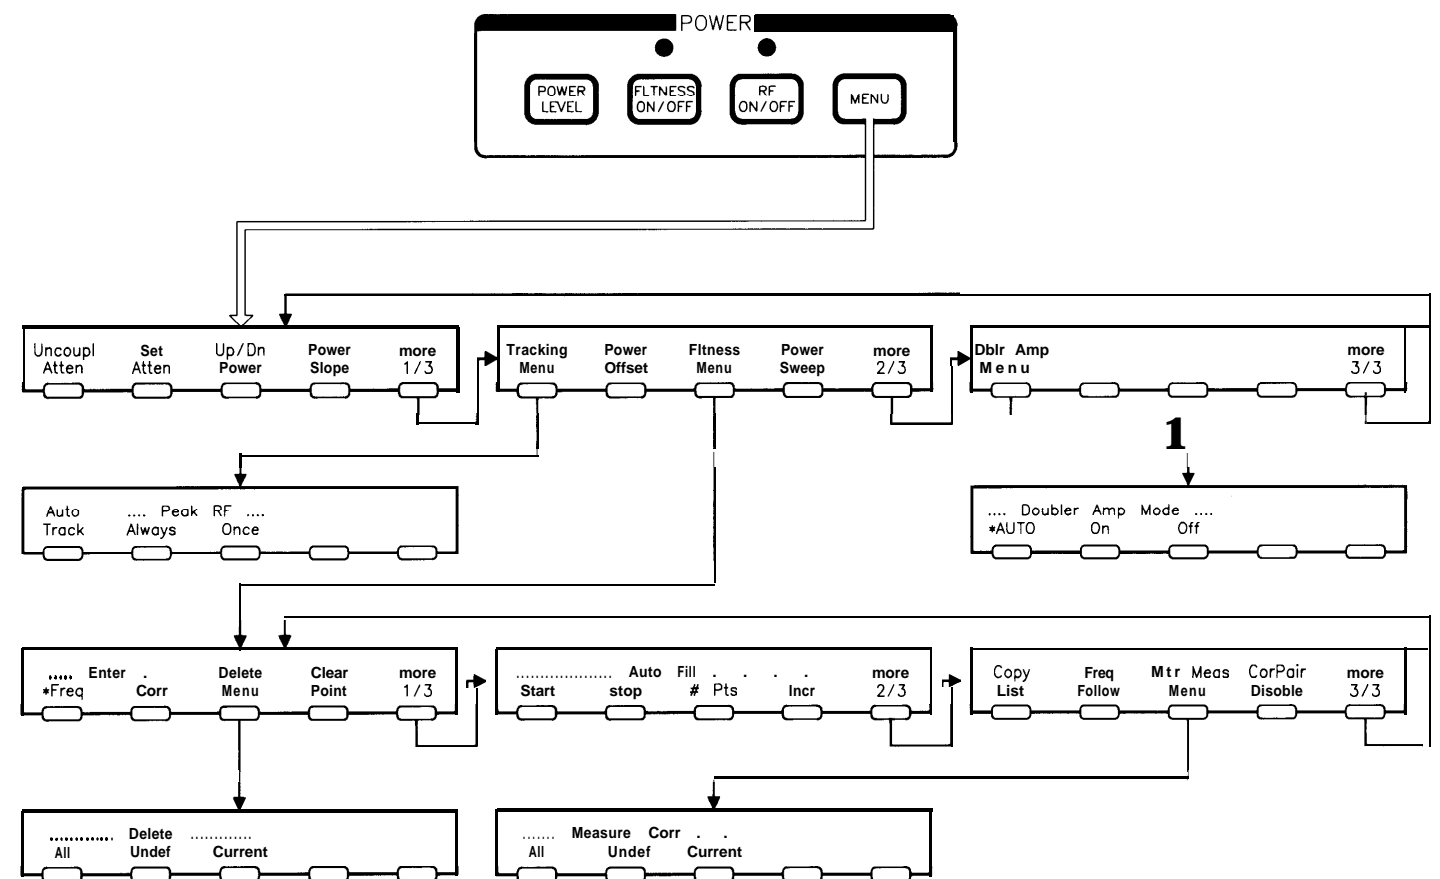 POWER
POWER LEVEL
FLTNESS ON/OFF
RF ON/OFF
MENU
Uncoupl Atten
Set Atten
Up/Dn Power
Power Slope
more 1/3
Tracking Menu
Power Offset
Fltness Menu
Power Sweep
more 2/3
Dblr Amp Menu
more 3/3
1
Auto Track
.... Peak RF ....
Always
Once
.... Doubler Amp Mode ....
*AUTO
On
Off
..... Enter .
*Freq
Corr
Delete Menu
Clear Point
more 1/3
..................... Auto Fill . . . .
Start
stop
# Pts
Incr
more 2/3
Copy List
Freq Follow
Mtr Meas Menu
CorPair Disoble
more 3/3
............. Delete .............
All
Undef
Current
....... Measure Corr . .
All
Undef
Current